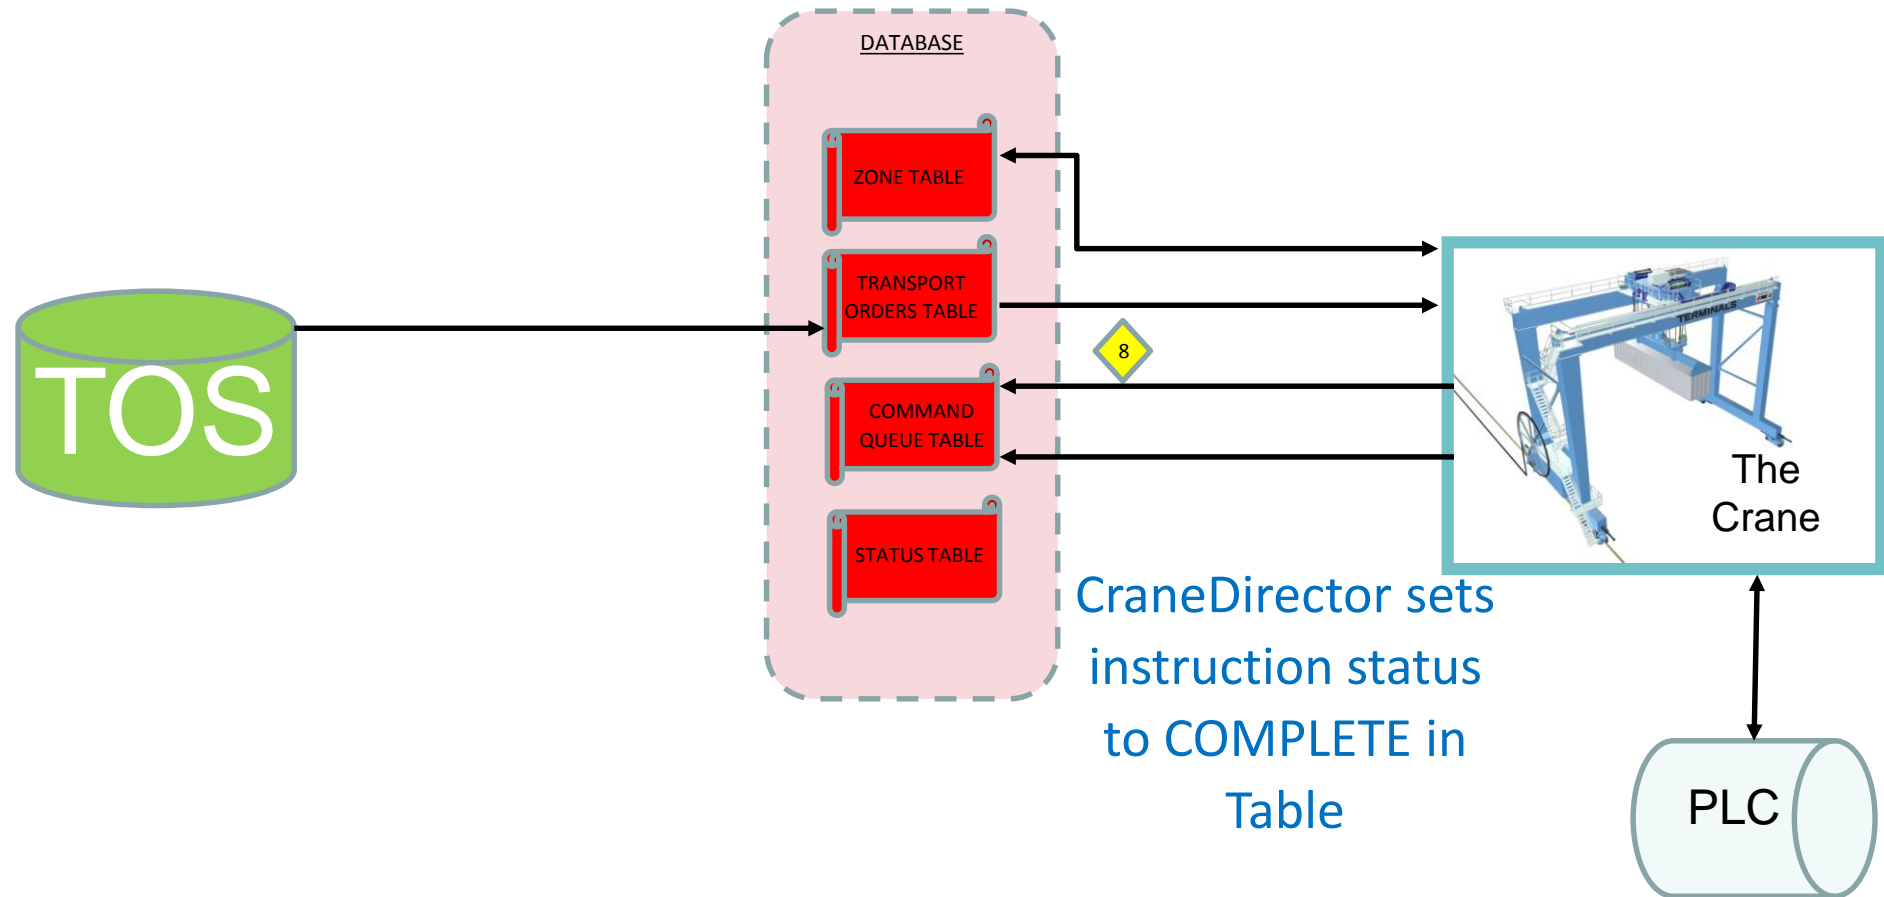 DATABASE
ZONE TABLE
TRANSPORT
ORDERS TABLE
8
TOS
COMMAND
QUEUE TABLE
STATUS TABLE
TERMINALS
The
Crane
CraneDirector sets
instruction status
to COMPLETE in
Table
PLC